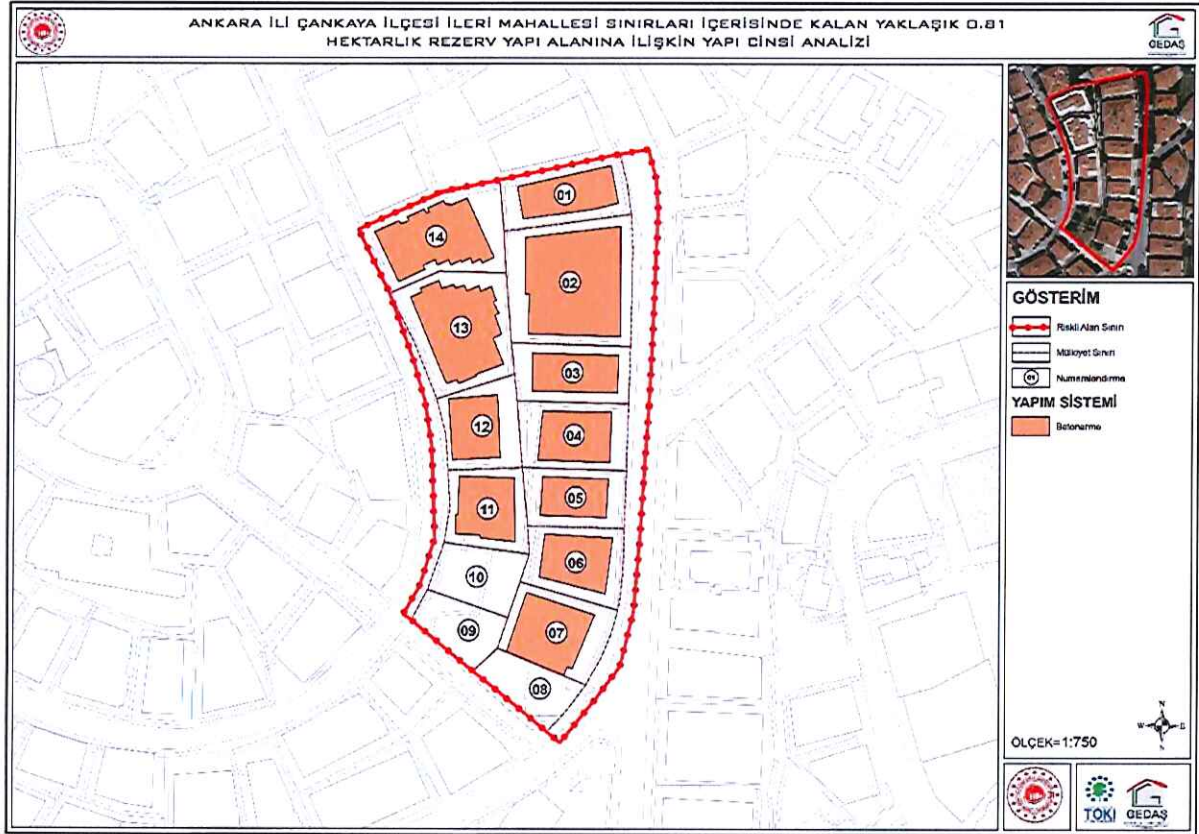 ANKARA İLİ ÇANKAYA İLÇESİ İLERİ MAHALLESİ SINIRLARI İÇERİSİNDE KALAN YAKLAŞIK 0.81
HEKTARLIK REZERV YAPI ALANINA İLİŞKİN YAPI CİNSİ ANALİZİ
GEDAŞ
01
14
02
13
03
12
04
05
11
06
10
09
07
08
GÖSTERİM
Riskli Alan Sınırı
Mülkiyet Sınırı
01 Numaralandırma
YAPIM SİSTEMİ
Betonarme
N
W E
S
ÖLÇEK=1:750
TOKİ GEDAŞ